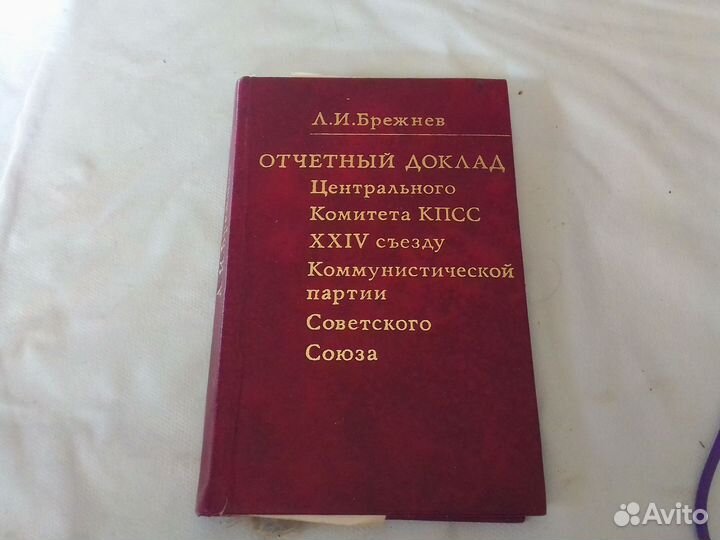 Л.И.Брежнев
ОТЧЕТНЫЙ ДОКЛАД
Центрального
Комитета КПСС
XXIV съезду
Коммунистической
партии
Советского
Союза
Avito